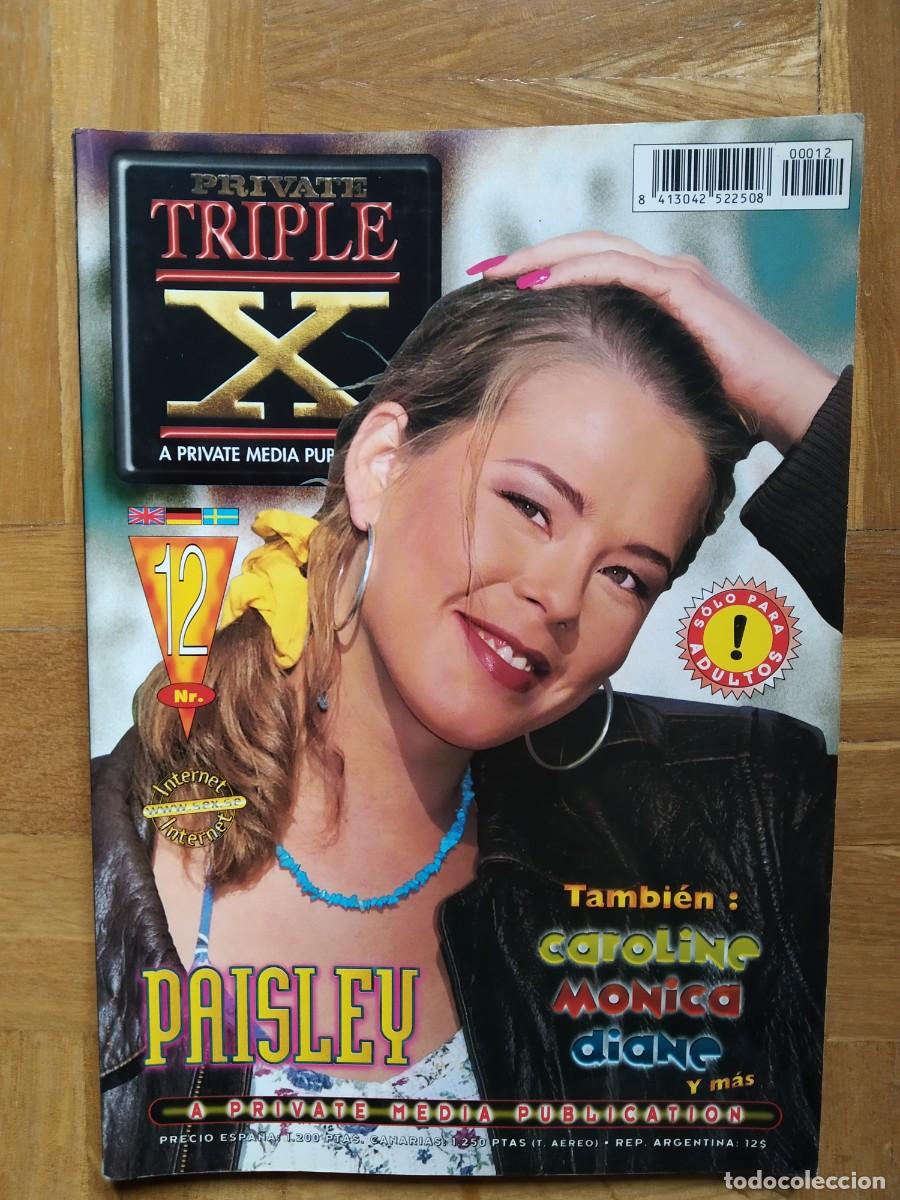 PRIVATE
TRIPLE
X
A PRIVATE MEDIA PUB
00012
8 413042 522508
12
Nr.
SÓLO PARA
ADULTOS
!
Internet
www.sex.se
Internet
También :
caroline
Monica
diane
Y más
PAISLEY
A PRIVATE MEDIA PUBLICATION
PRECIO ESPAÑA: 1.200 PTAS. CANARIAS: 1.250 PTAS (T. AEREO) • REP. ARGENTINA: 12$
todocoleccion